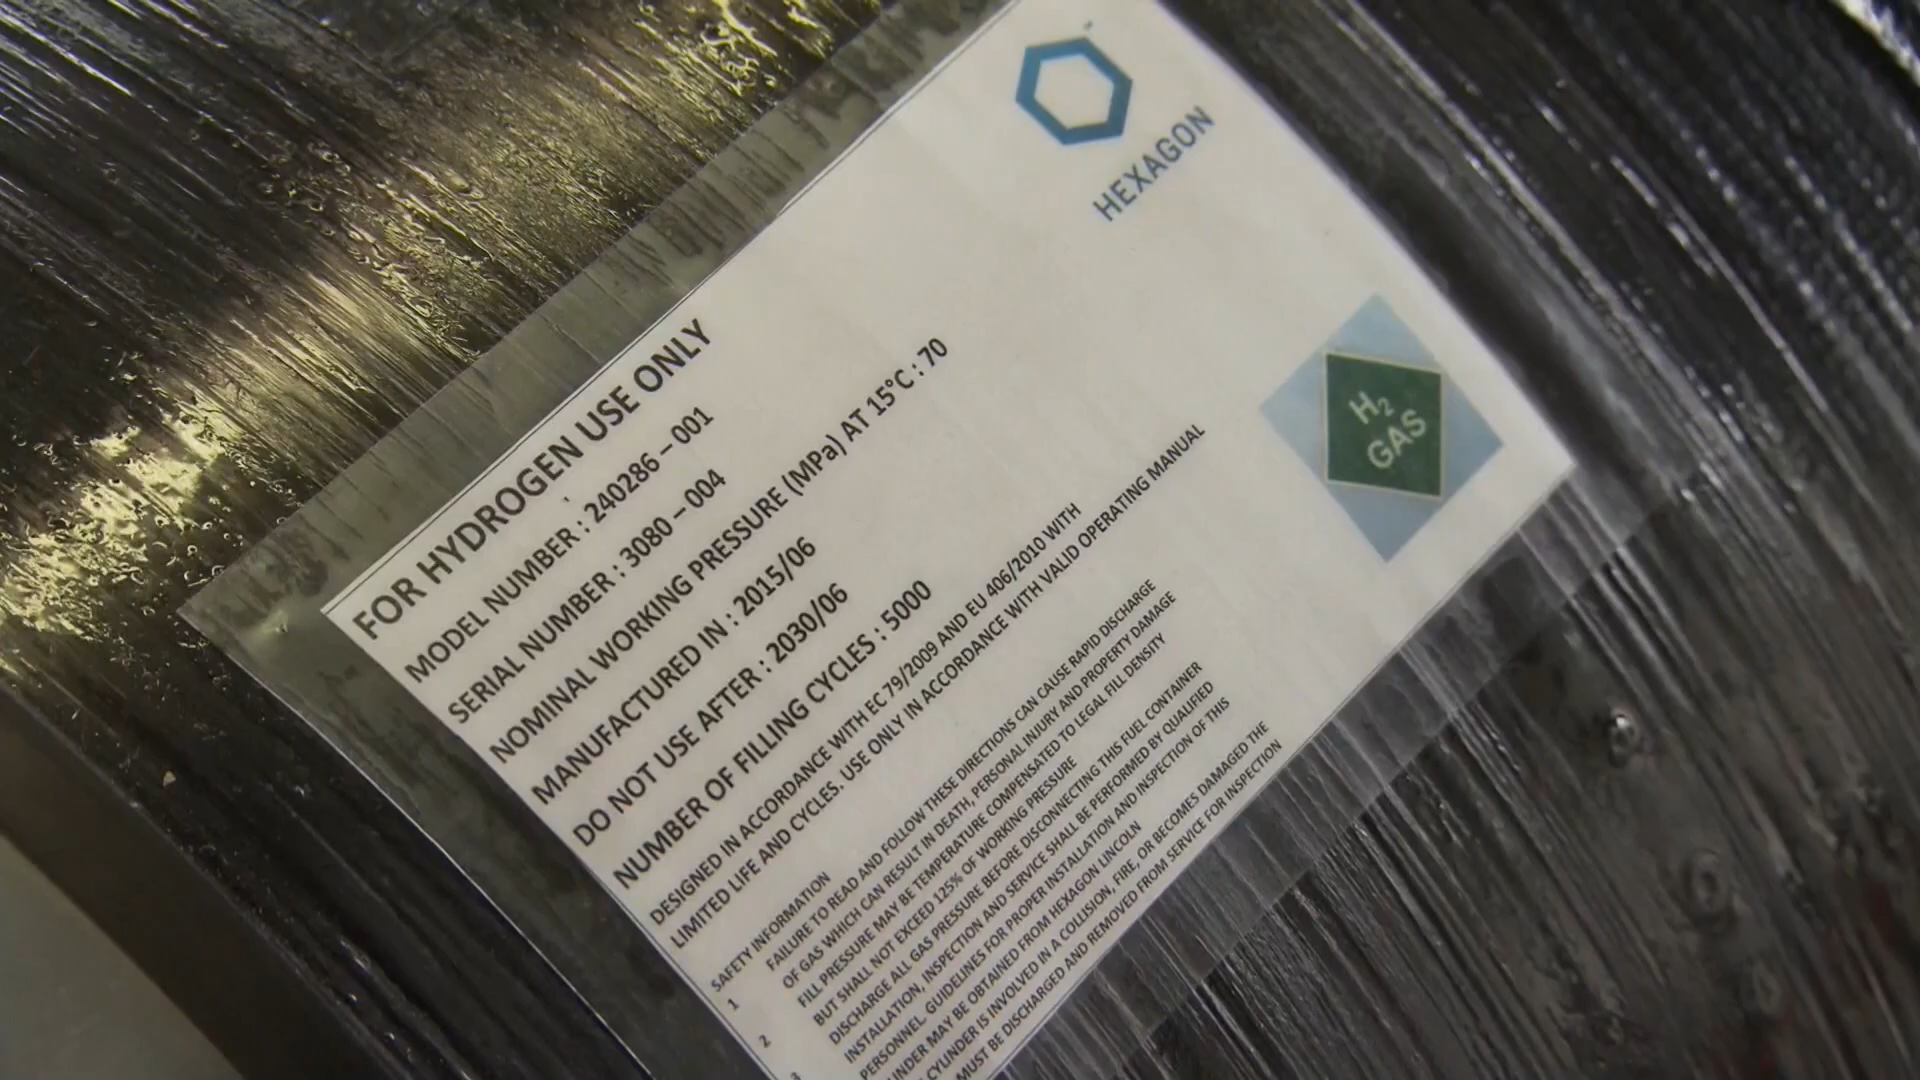 HEXAGON
FOR HYDROGEN USE ONLY
MODEL NUMBER : 240286 – 001
SERIAL NUMBER : 3080 – 004
NOMINAL WORKING PRESSURE (MPa) AT 15°C : 70
MANUFACTURED IN : 2015/06
DO NOT USE AFTER : 2030/06
NUMBER OF FILLING CYCLES : 5000
DESIGNED IN ACCORDANCE WITH EC 79/2009 AND EU 406/2010 WITH
LIMITED LIFE AND CYCLES. USE ONLY IN ACCORDANCE WITH VALID OPERATING MANUAL
H2
GAS
SAFETY INFORMATION
1 FAILURE TO READ AND FOLLOW THESE DIRECTIONS CAN CAUSE RAPID DISCHARGE
OF GAS WHICH CAN RESULT IN DEATH, PERSONAL INJURY AND PROPERTY DAMAGE
2 FILL PRESSURE MAY BE TEMPERATURE COMPENSATED TO LEGAL FILL DENSITY
BUT SHALL NOT EXCEED 125% OF WORKING PRESSURE
3 DISCHARGE ALL GAS PRESSURE BEFORE DISCONNECTING THIS FUEL CONTAINER
INSTALLATION, INSPECTION AND SERVICE SHALL BE PERFORMED BY QUALIFIED
PERSONNEL. GUIDELINES FOR PROPER INSTALLATION AND INSPECTION OF THIS
MAY BE OBTAINED FROM HEXAGON LINCOLN
CYLINDER IS INVOLVED IN A COLLISION, FIRE, OR BECOMES DAMAGED THE
MUST BE DISCHARGED AND REMOVED FROM SERVICE FOR INSPECTION